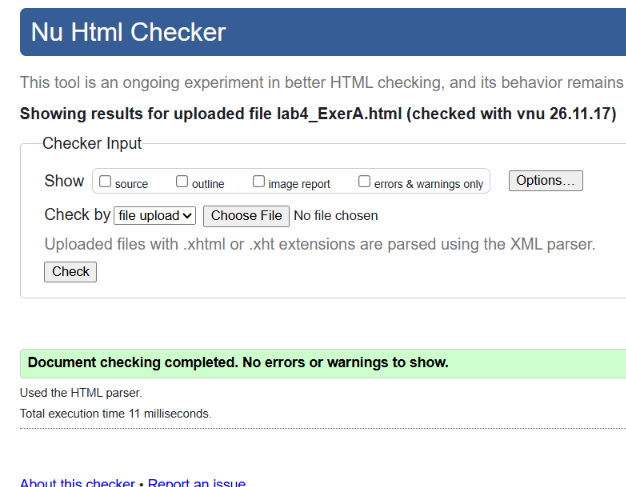 Nu Html Checker
This tool is an ongoing experiment in better HTML checking, and its behavior remains
Showing results for uploaded file lab4_ExerA.html (checked with vnu 26.11.17)
Checker Input
Show source outline image report errors & warnings only Options...
Check by file upload Choose File No file chosen
Uploaded files with .xhtml or .xht extensions are parsed using the XML parser.
Check
Document checking completed. No errors or warnings to show.
Used the HTML parser.
Total execution time 11 milliseconds.
About this checker • Report an issue